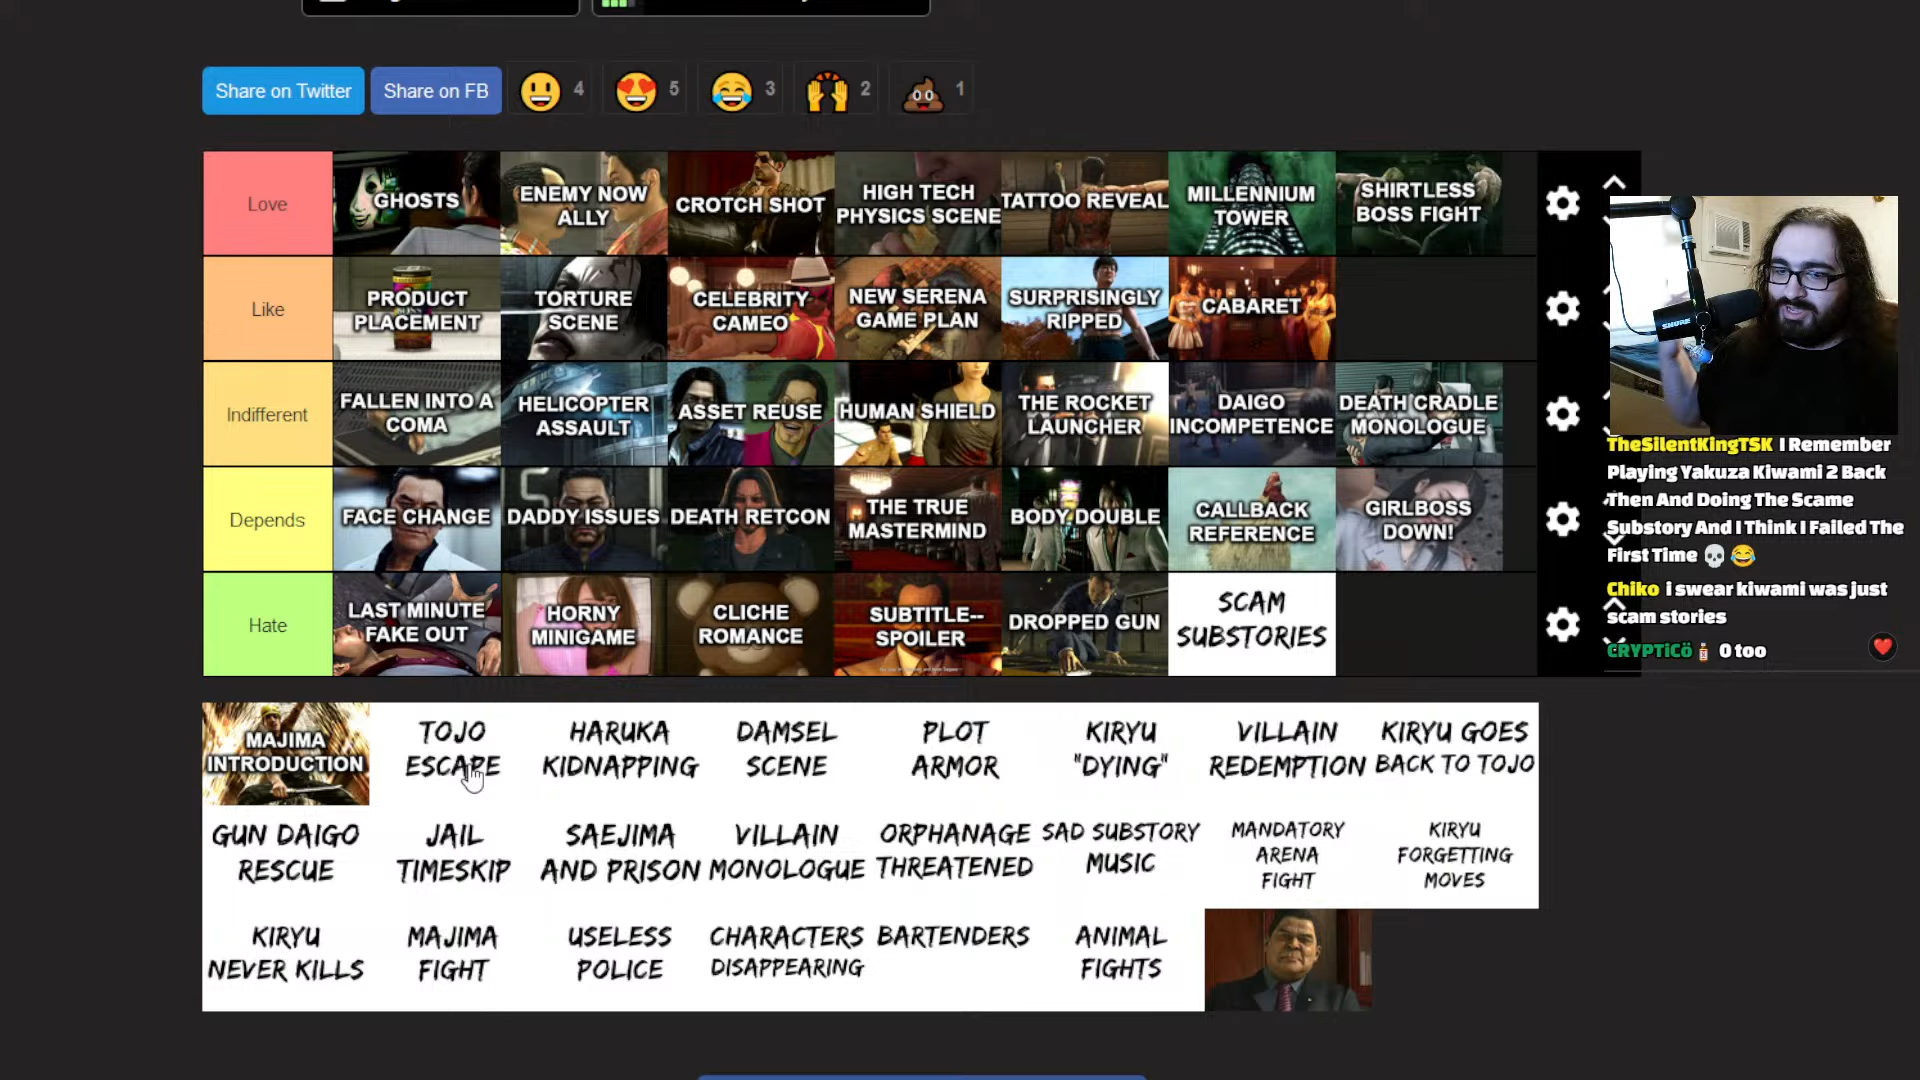 Share on Twitter
Share on FB
4
5
3
2
1
Love
GHOSTS
ENEMY NOW
ALLY
CROTCH SHOT
HIGH TECH
PHYSICS SCENE
TATTOO REVEAL
MILLENNIUM
TOWER
SHIRTLESS
BOSS FIGHT
Like
PRODUCT
PLACEMENT
TORTURE
SCENE
CELEBRITY
CAMEO
NEW SERENA
GAME PLAN
SURPRISINGLY
RIPPED
CABARET
Indifferent
FALLEN INTO A
COMA
HELICOPTER
ASSAULT
ASSET REUSE
HUMAN SHIELD
THE ROCKET
LAUNCHER
DAIGO
INCOMPETENCE
DEATH CRADLE
MONOLOGUE
Depends
FACE CHANGE
DADDY ISSUES
DEATH RETCON
THE TRUE
MASTERMIND
BODY DOUBLE
CALLBACK
REFERENCE
GIRLBOSS
DOWN!
Hate
LAST MINUTE
FAKE OUT
HORNY
MINIGAME
CLICHE
ROMANCE
SUBTITLE--
SPOILER
DROPPED GUN
SCAM
SUBSTORIES
MAJIMA
INTRODUCTION
TOJO
ESCAPE
HARUKA
KIDNAPPING
DAMSEL
SCENE
PLOT
ARMOR
KIRYU
"DYING"
VILLAIN
REDEMPTION
KIRYU GOES
BACK TO TOJO
GUN DAIGO
RESCUE
JAIL
TIMESKIP
SAEJIMA
AND PRISON
VILLAIN
MONOLOGUE
ORPHANAGE
THREATENED
SAD SUBSTORY
MUSIC
MANDATORY
ARENA
FIGHT
KIRYU
FORGETTING
MOVES
KIRYU
NEVER KILLS
MAJIMA
FIGHT
USELESS
POLICE
CHARACTERS
DISAPPEARING
BARTENDERS
ANIMAL
FIGHTS
SHURE
TheSilentKingTSK I Remember
Playing Yakuza Kiwami 2 Back
Then And Doing The Scame
Substory And I Think I Failed The
First Time
Chiko i swear kiwami was just
scam stories
CRYPTiCö 0 too